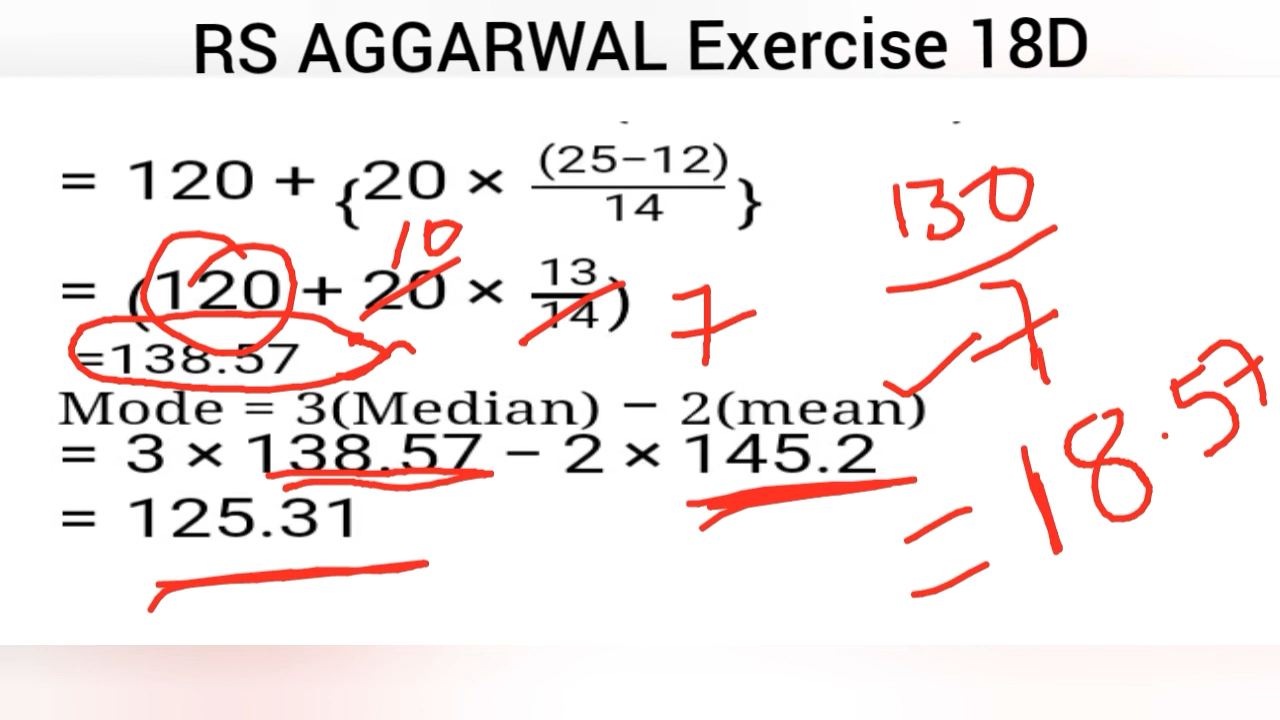 RS AGGARWAL Exercise 18D
= 120 + {20 × (25−12)/14}
130
10
= (120 + 20 × 13/14) 7
7
=138.57
Mode = 3(Median) − 2(mean)
= 3 × 138.57 − 2 × 145.2
= 18.57
= 125.31